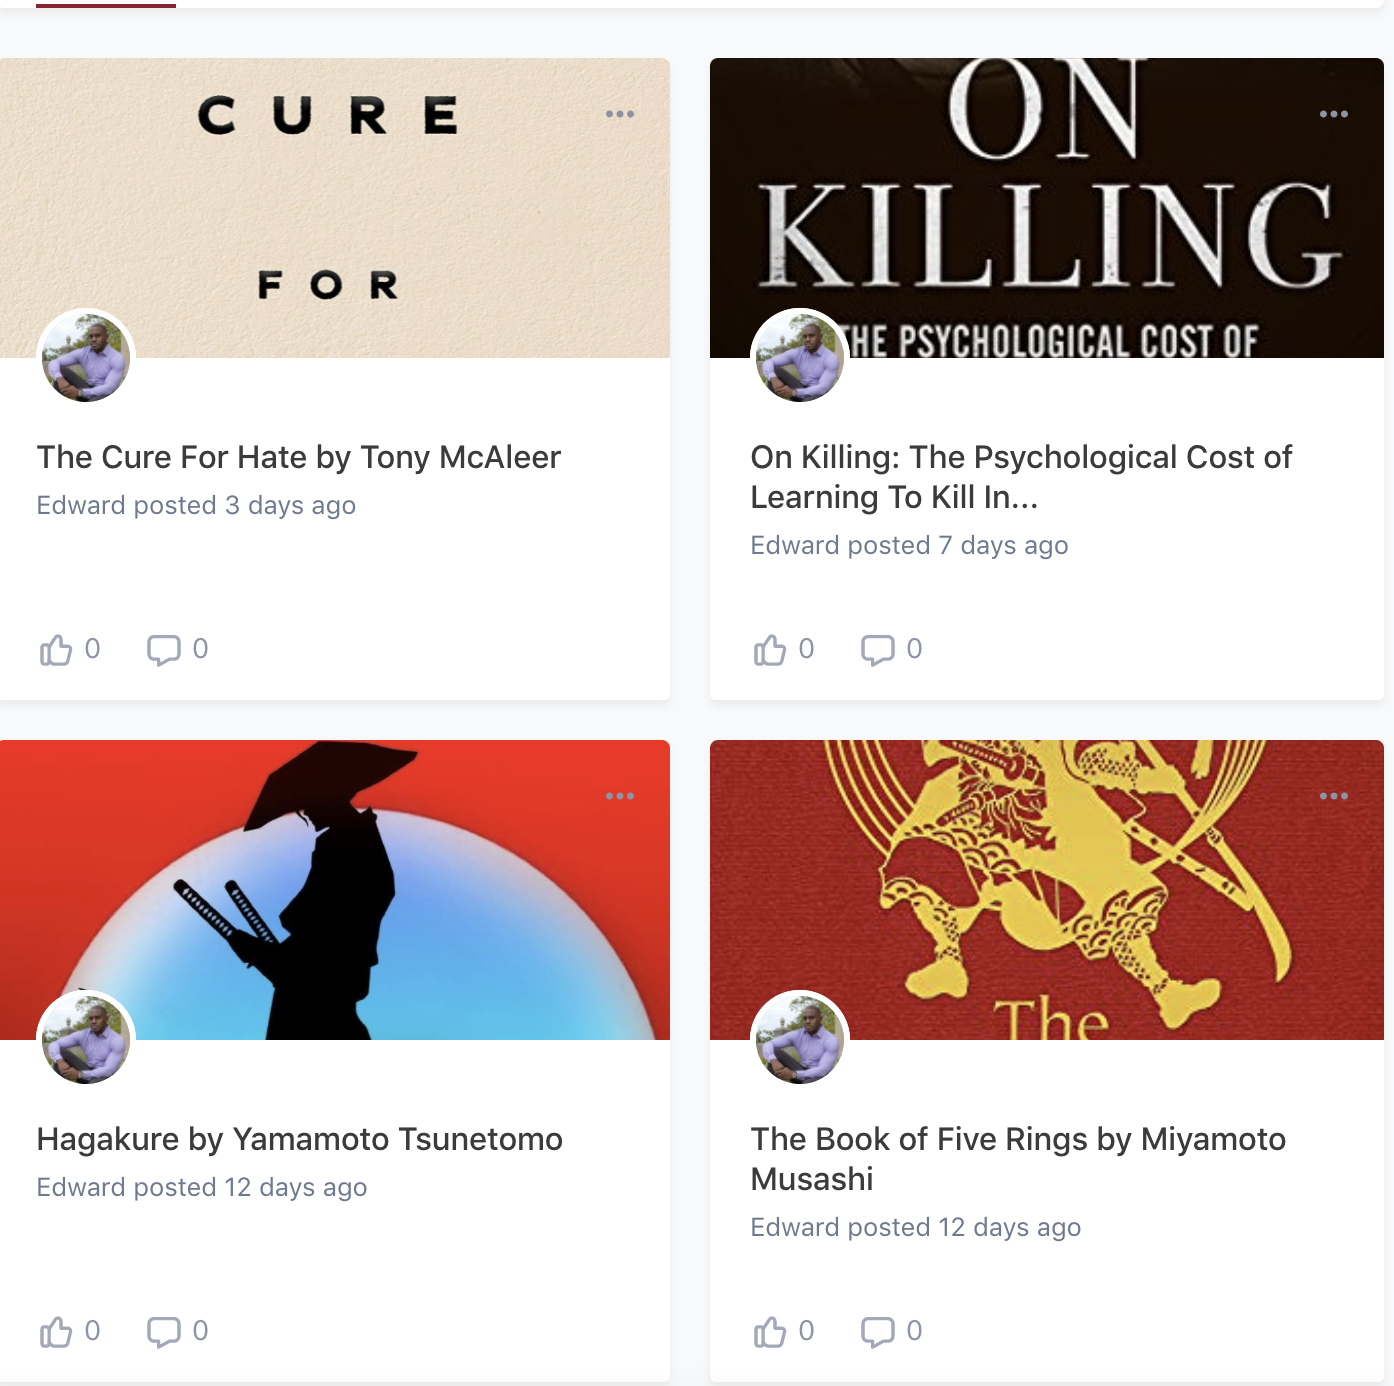 CURE
FOR
The Cure For Hate by Tony McAleer
Edward posted 3 days ago
0 0
ON
KILLING
THE PSYCHOLOGICAL COST OF
On Killing: The Psychological Cost of
Learning To Kill In...
Edward posted 7 days ago
0 0
Hagakure by Yamamoto Tsunetomo
Edward posted 12 days ago
0 0
The
The Book of Five Rings by Miyamoto
Musashi
Edward posted 12 days ago
0 0